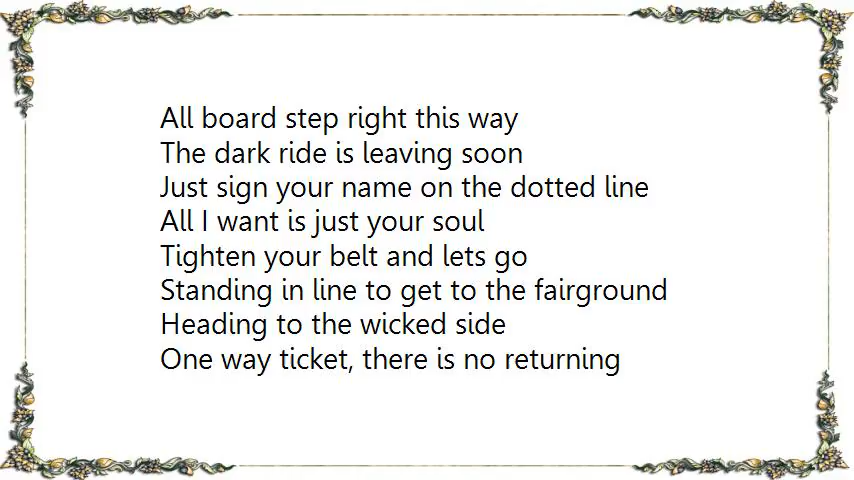 All board step right this way
The dark ride is leaving soon
Just sign your name on the dotted line
All I want is just your soul
Tighten your belt and lets go
Standing in line to get to the fairground
Heading to the wicked side
One way ticket, there is no returning